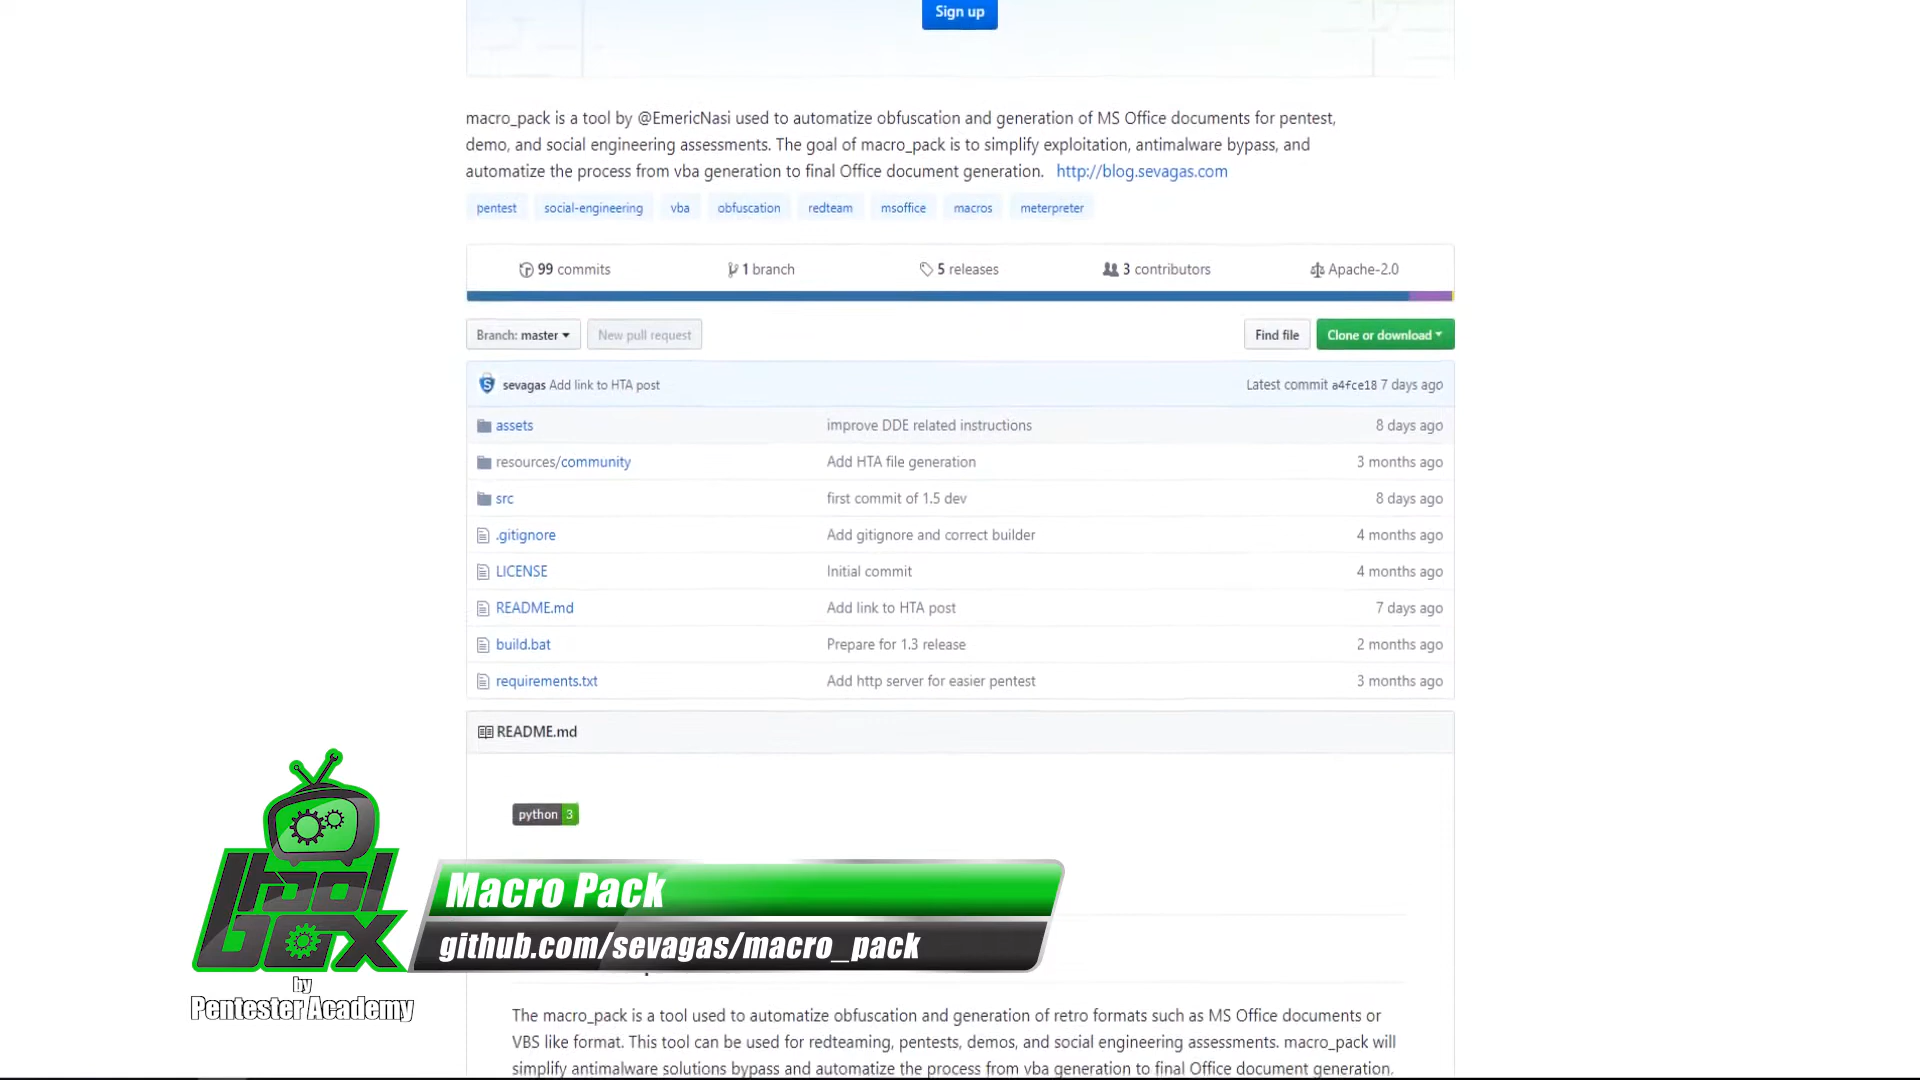 Sign up
macro_pack is a tool by @EmericNasi used to automatize obfuscation and generation of MS Office documents for pentest,
demo, and social engineering assessments. The goal of macro_pack is to simplify exploitation, antimalware bypass, and
automatize the process from vba generation to final Office document generation. http://blog.sevagas.com
pentest social-engineering vba obfuscation redteam msoffice macros meterpreter
99 commits 1 branch 5 releases 3 contributors Apache-2.0
Branch: master New pull request Find file Clone or download
sevagas Add link to HTA post Latest commit a4fce18 7 days ago
assets improve DDE related instructions 8 days ago
resources/community Add HTA file generation 3 months ago
src first commit of 1.5 dev 8 days ago
.gitignore Add gitignore and correct builder 4 months ago
LICENSE Initial commit 4 months ago
README.md Add link to HTA post 7 days ago
build.bat Prepare for 1.3 release 2 months ago
requirements.txt Add http server for easier pentest 3 months ago
README.md
python 3
Macro Pack
github.com/sevagas/macro_pack
tool
box
by
Pentester Academy
The macro_pack is a tool used to automatize obfuscation and generation of retro formats such as MS Office documents or
VBS like format. This tool can be used for redteaming, pentests, demos, and social engineering assessments. macro_pack will
simplify antimalware solutions bypass and automatize the process from vba generation to final Office document generation.